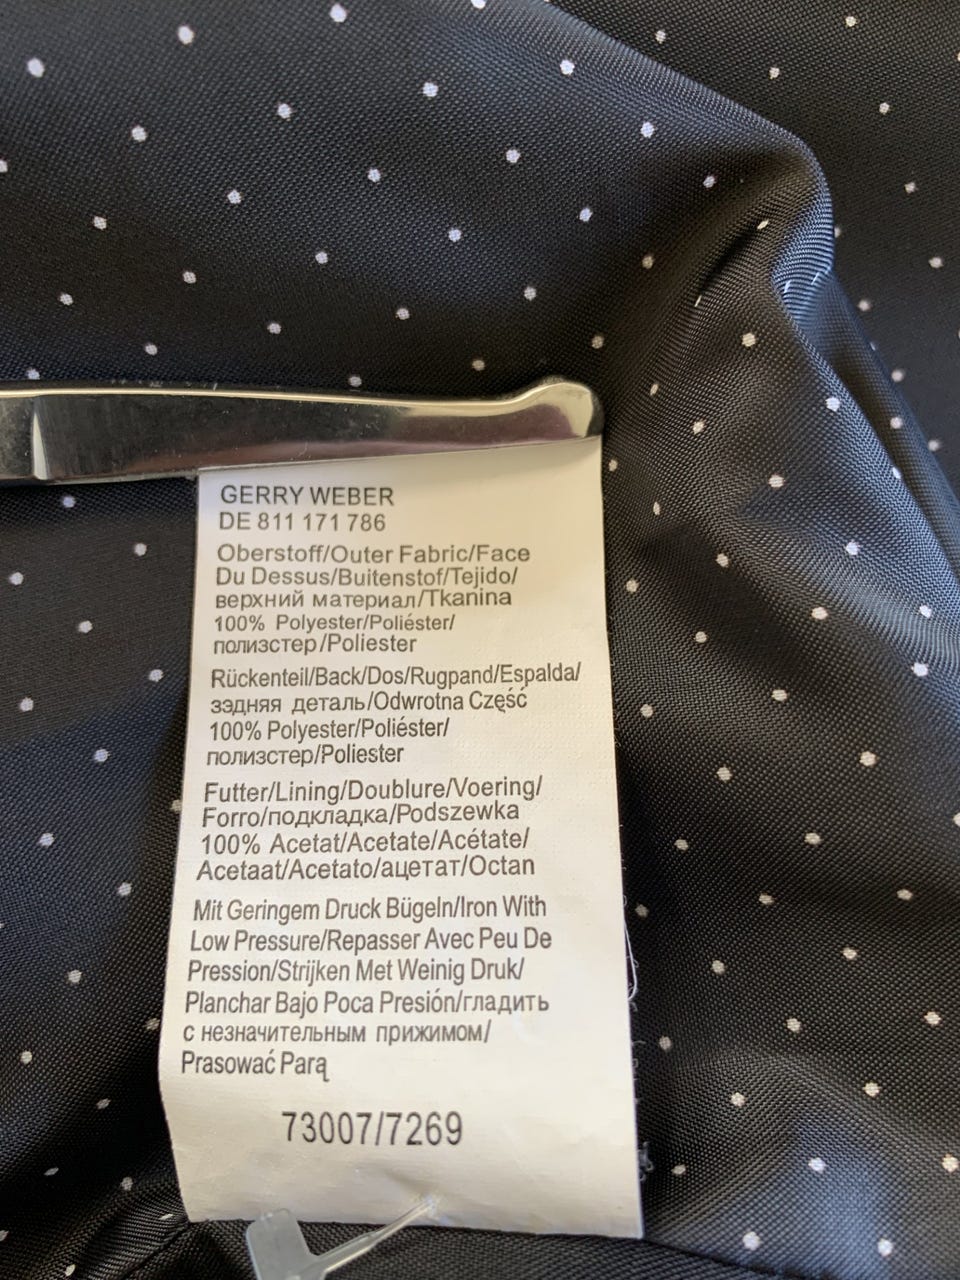 GERRY WEBER
DE 811 171 786
Oberstoff/Outer Fabric/Face
Du Dessus/Buitenstof/Tejido/
верхний материал/Tkanina
100% Polyester/Poliéster/
полизстер/Poliester
Rückenteil/Back/Dos/Rugpand/Espalda/
зздняя деталь/Odwrotna Część
100% Polyester/Poliéster/
полизстер/Poliester
Futter/Lining/Doublure/Voering/
Forro/подкладка/Podszewka
100% Acetat/Acetate/Acétate/
Acetaat/Acetato/ацетат/Octan
Mit Geringem Druck Bügeln/Iron With
Low Pressure/Repasser Avec Peu De
Pression/Strijken Met Weinig Druk/
Planchar Bajo Poca Presión/гладить
с незначительным прижимом/
Prasować Parą
73007/7269